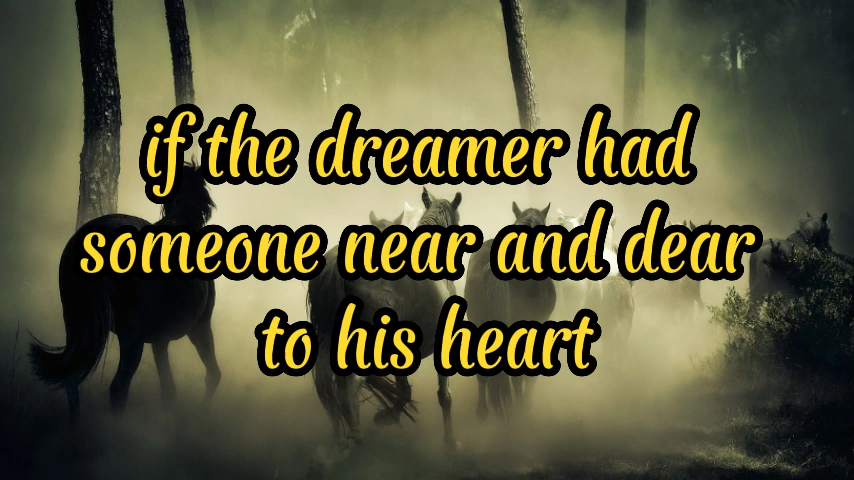 if the dreamer had
someone near and dear
to his heart